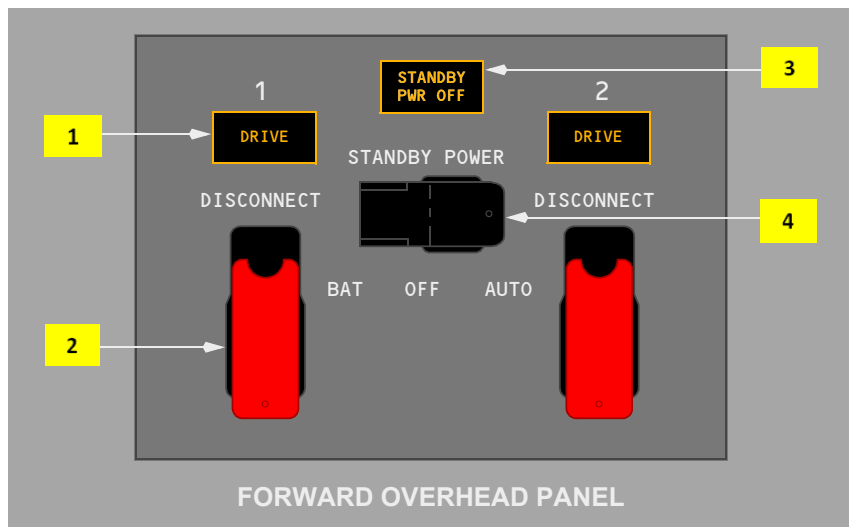 3
STANDBY
PWR OFF
1
2
1
DRIVE
DRIVE
STANDBY POWER
DISCONNECT
DISCONNECT
4
BAT
OFF
AUTO
2
FORWARD OVERHEAD PANEL